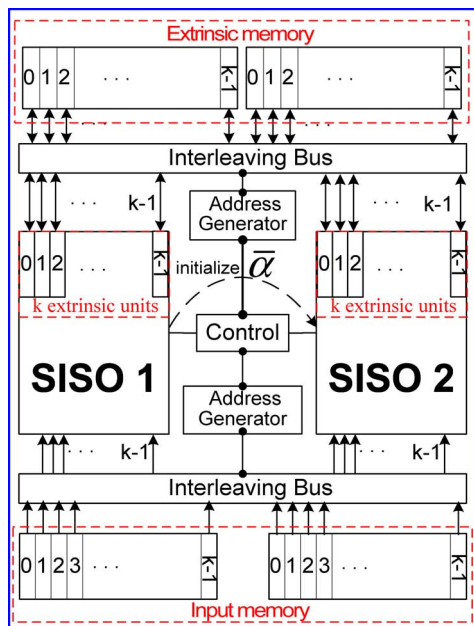 Extrinsic memory
0 1 2 . . . k-1 0 1 2 . . . k-1
. . . . . .
Interleaving Bus
. . . k-1 Address Generator . . . k-1
0 1 2 . . . k-1 initialize α̅ 0 1 2 . . . k-1
k extrinsic units k extrinsic units
Control
SISO 1 SISO 2
Address Generator
. . . k-1 . . . k-1
Interleaving Bus
0 1 2 3 . . . k-1 0 1 2 3 . . . k-1
Input memory